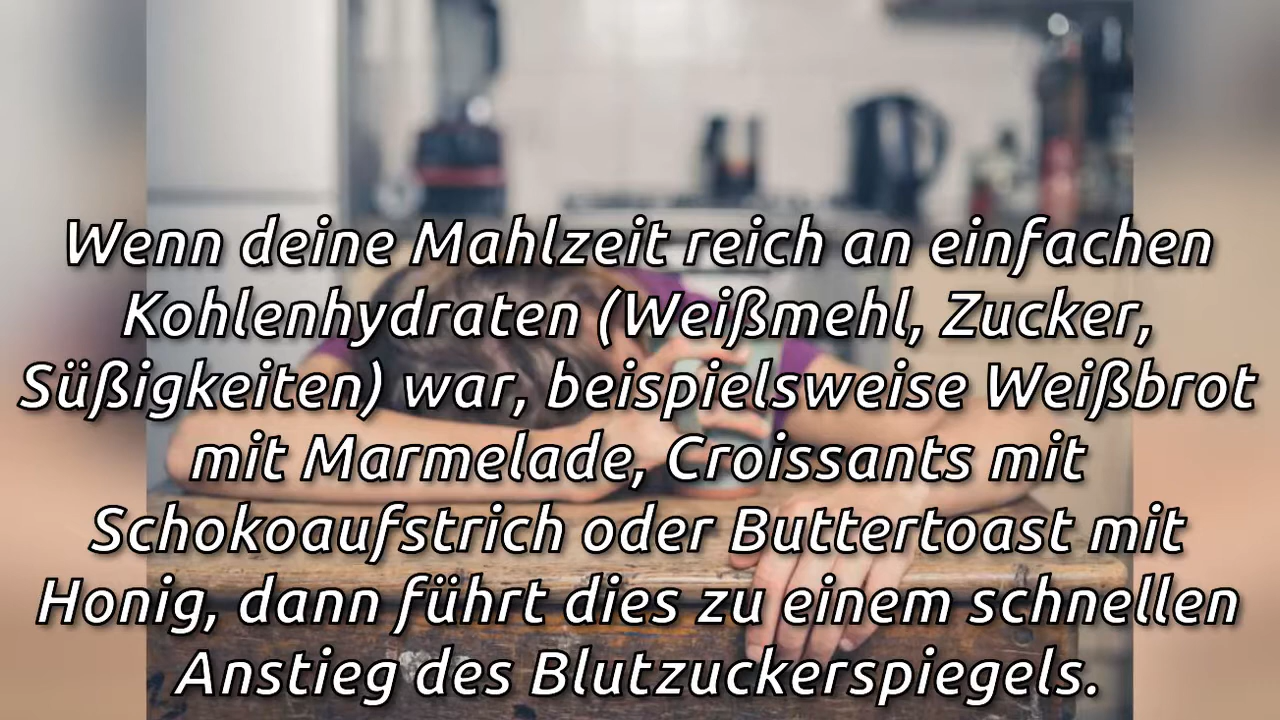 Wenn deine Mahlzeit reich an einfachen
Kohlenhydraten (Weißmehl, Zucker,
Süßigkeiten) war, beispielsweise Weißbrot
mit Marmelade, Croissants mit
Schokoaufstrich oder Buttertoast mit
Honig, dann führt dies zu einem schnellen
Anstieg des Blutzuckerspiegels.